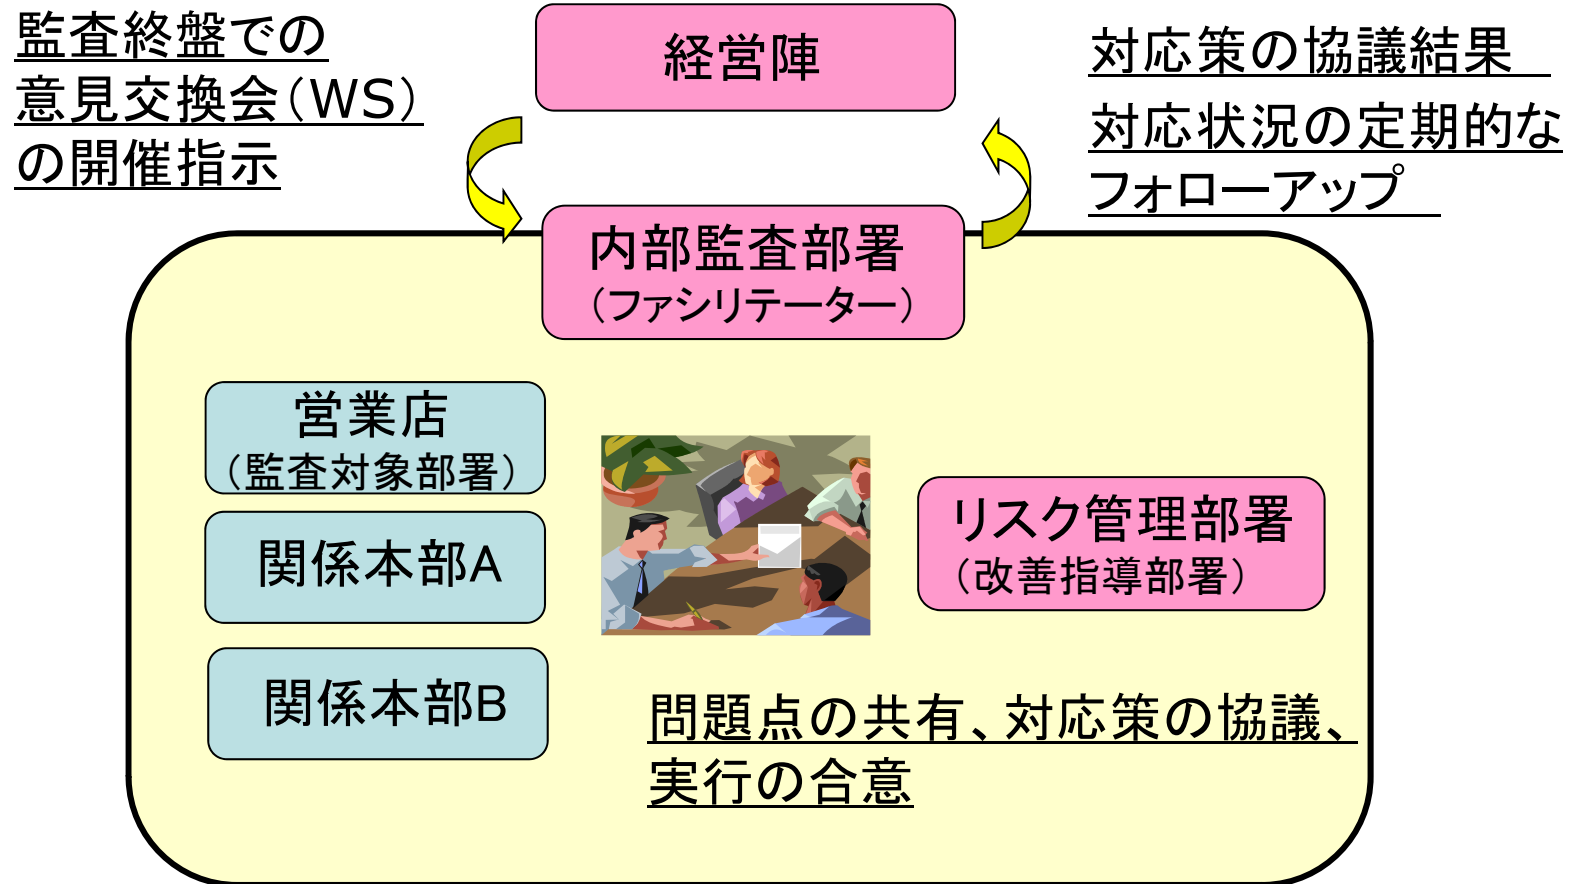 監査終盤での
意見交換会（WS）
の開催指示
経営陣
対応策の協議結果
対応状況の定期的な
フォローアップ
内部監査部署
（ファシリテーター）
営業店
（監査対象部署）
関係本部A
関係本部B
リスク管理部署
（改善指導部署）
問題点の共有、対応策の協議、
実行の合意